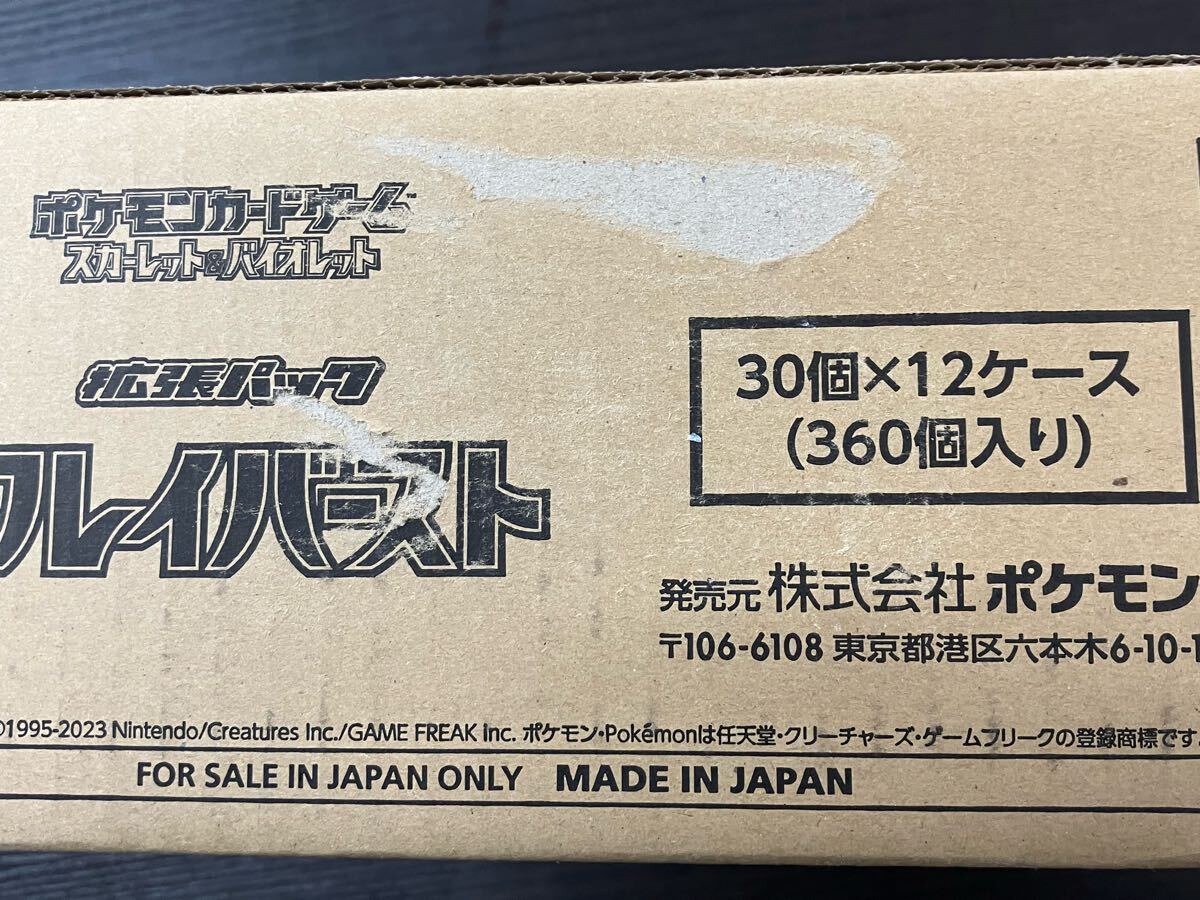 ポケモンカードゲーム™
スカーレット&バイオレット
拡張パック
クレイバースト
30個×12ケース
(360個入り)
発売元 株式会社 ポケモン
〒106-6108 東京都港区六本木6-10-1
©1995-2023 Nintendo/Creatures Inc./GAME FREAK inc. ポケモン・Pokémonは任天堂・クリーチャーズ・ゲームフリークの登録商標です。
FOR SALE IN JAPAN ONLY MADE IN JAPAN